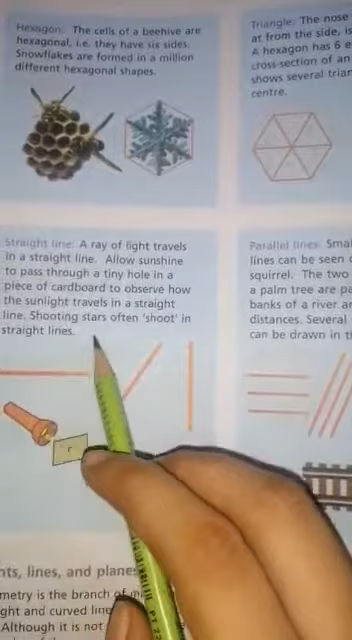 Hexagon: The cells of a beehive are
hexagonal, i.e. they have six sides.
Snowflakes are formed in a million
different hexagonal shapes.
Triangle: The nose
at from the side, is
A hexagon has 6 e
cross-section of an
shows several trian
centre.
Straight line: A ray of light travels
in a straight line. Allow sunshine
to pass through a tiny hole in a
piece of cardboard to observe how
the sunlight travels in a straight
line. Shooting stars often 'shoot' in
straight lines.
Parallel lines: Smal
lines can be seen
squirrel. The two
a palm tree are pa
banks of a river ar
distances. Several
can be drawn in t
nts, lines, and planes
metry is the branch of
ght and curved line
Although it is not